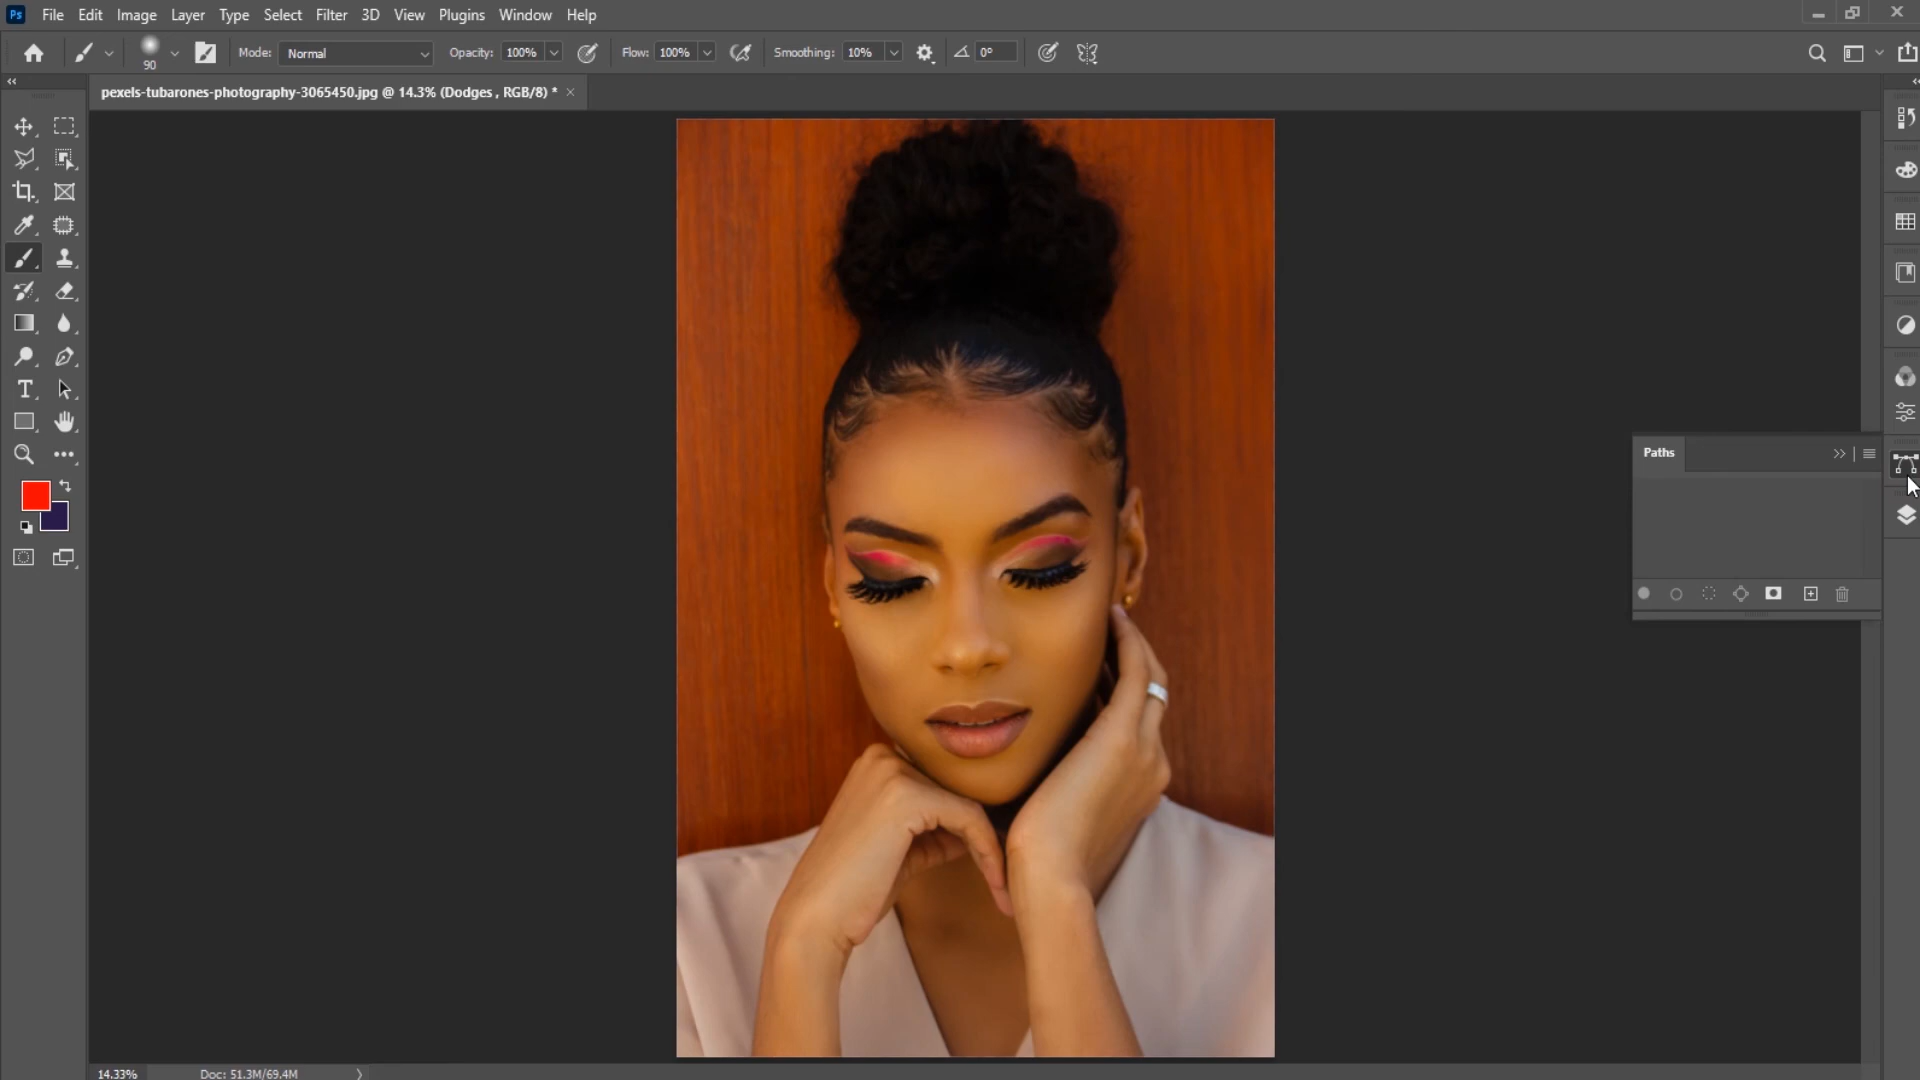 Ps File Edit Image Layer Type Select Filter 3D View Plugins Window Help
90 Mode: Normal Opacity: 100% Flow: 100% Smoothing: 10% 0°
pexels-tubarones-photography-3065450.jpg @ 14.3% (Dodges , RGB/8) *
Paths
14.33% Doc: 51.3M/69.4M